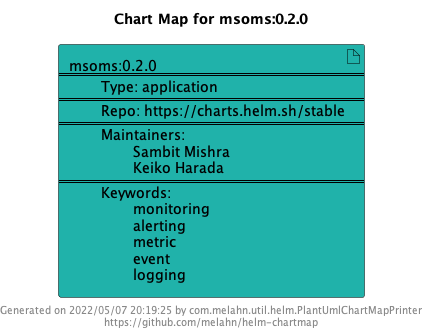 Chart Map for msoms:0.2.0
msoms:0.2.0
Type: application
Repo: https://charts.helm.sh/stable
Maintainers:
Sambit Mishra
Keiko Harada
Keywords:
monitoring
alerting
metric
event
logging
Generated on 2022/05/07 20:19:25 by com.melahn.util.helm.PlantUmlChartMapPrinter
https://github.com/melahn/helm-chartmap